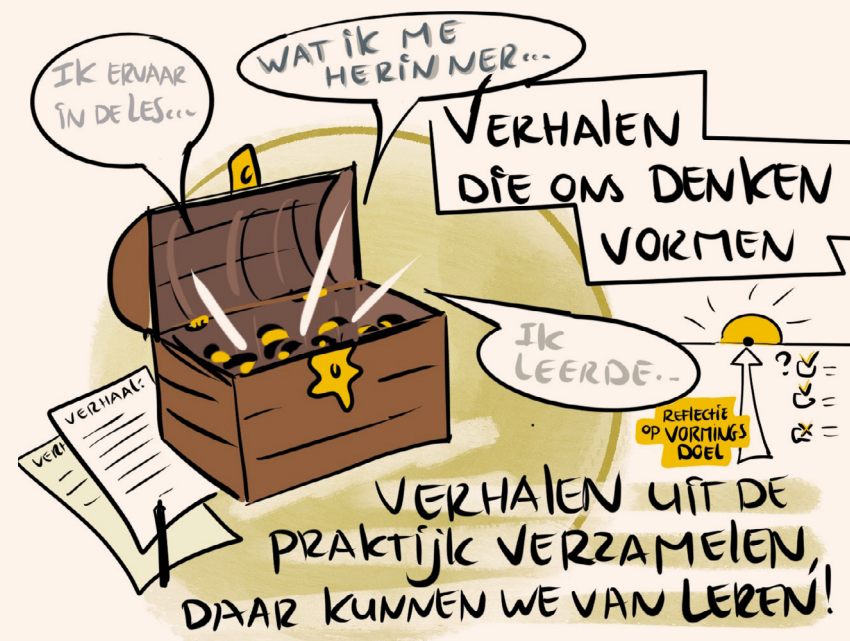 IK ERVAAR
IN DE LES...
WAT IK ME
HERINNER...
VERHALEN
DIE ONS DENKEN
VORMEN
IK
LEERDE...
?
REFLECTIE
OP VORMINGS
DOEL
VERHAAL:
VERH
VERHALEN UIT DE
PRAKTIJK VERZAMELEN,
DAAR KUNNEN WE VAN LEREN!